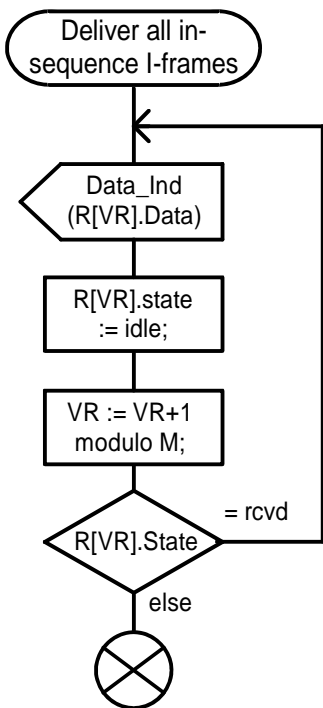 Deliver all in-
sequence I-frames
Data_Ind
(R[VR].Data)
R[VR].state
:= idle;
VR := VR+1
modulo M;
= rcvd
R[VR].State
else